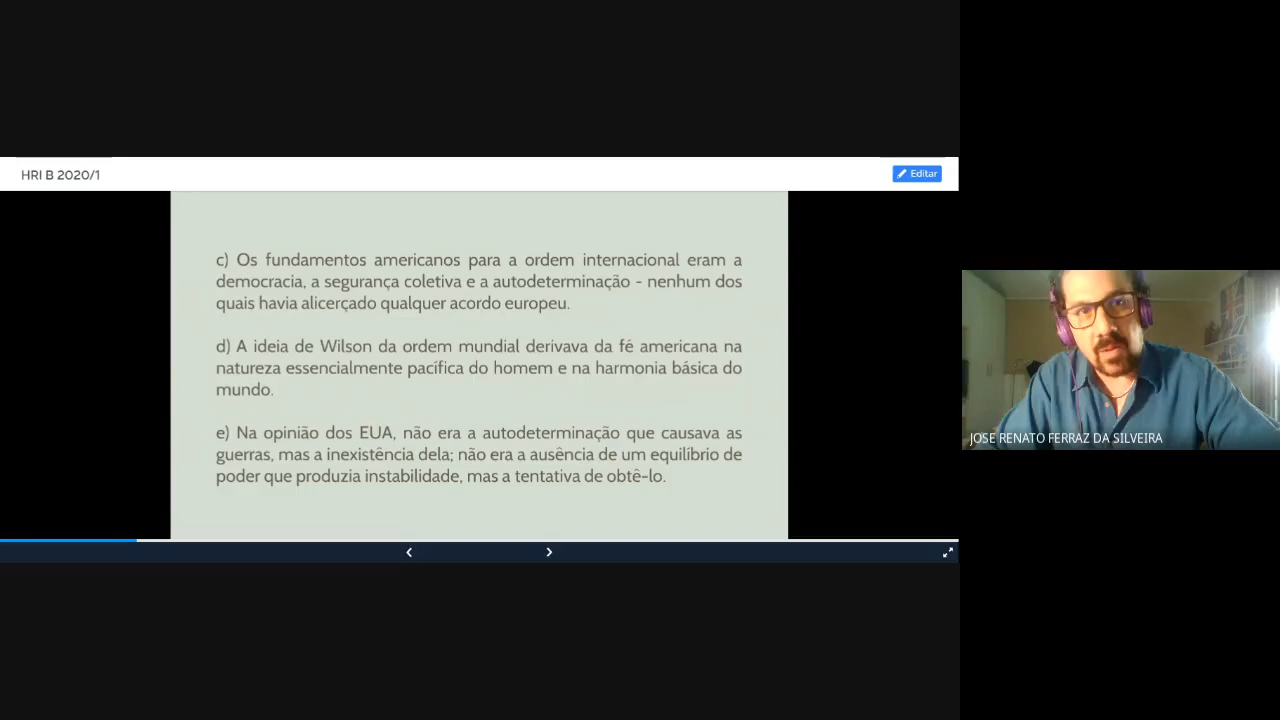 HRI B 2020/1
Editar
c) Os fundamentos americanos para a ordem internacional eram a
democracia, a segurança coletiva e a autodeterminação - nenhum dos
quais havia alicerçado qualquer acordo europeu.
d) A ideia de Wilson da ordem mundial derivava da fé americana na
natureza essencialmente pacífica do homem e na harmonia básica do
mundo.
e) Na opinião dos EUA, não era a autodeterminação que causava as
guerras, mas a inexistência dela; não era a ausência de um equilíbrio de
poder que produzia instabilidade, mas a tentativa de obtê-lo.
JOSE RENATO FERRAZ DA SILVEIRA